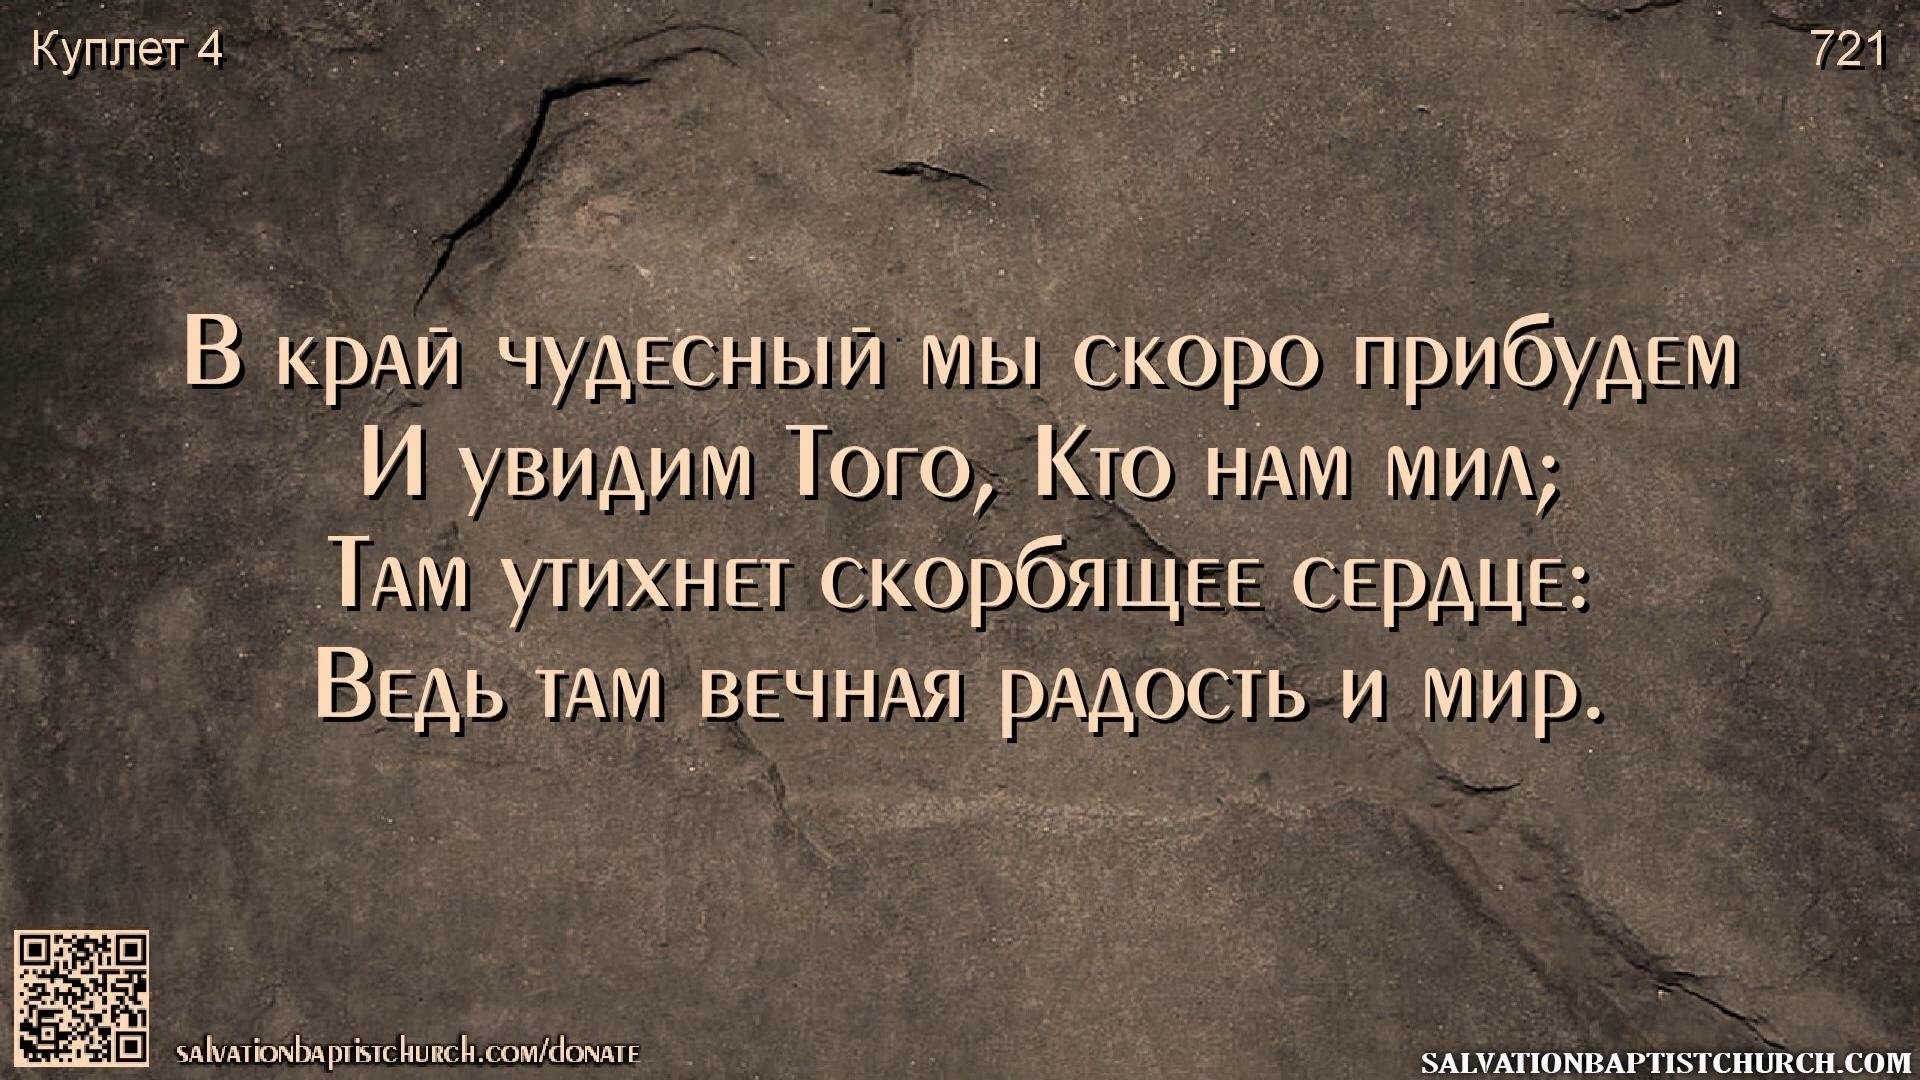 Куплет 4
721
В край чудесный мы скоро прибудем
И увидим Того, Кто нам мил;
Там утихнет скорбящее сердце:
Ведь там вечная радость и мир.
salvationbaptistchurch.com/donate
SALVATIONBAPTISTCHURCH.COM